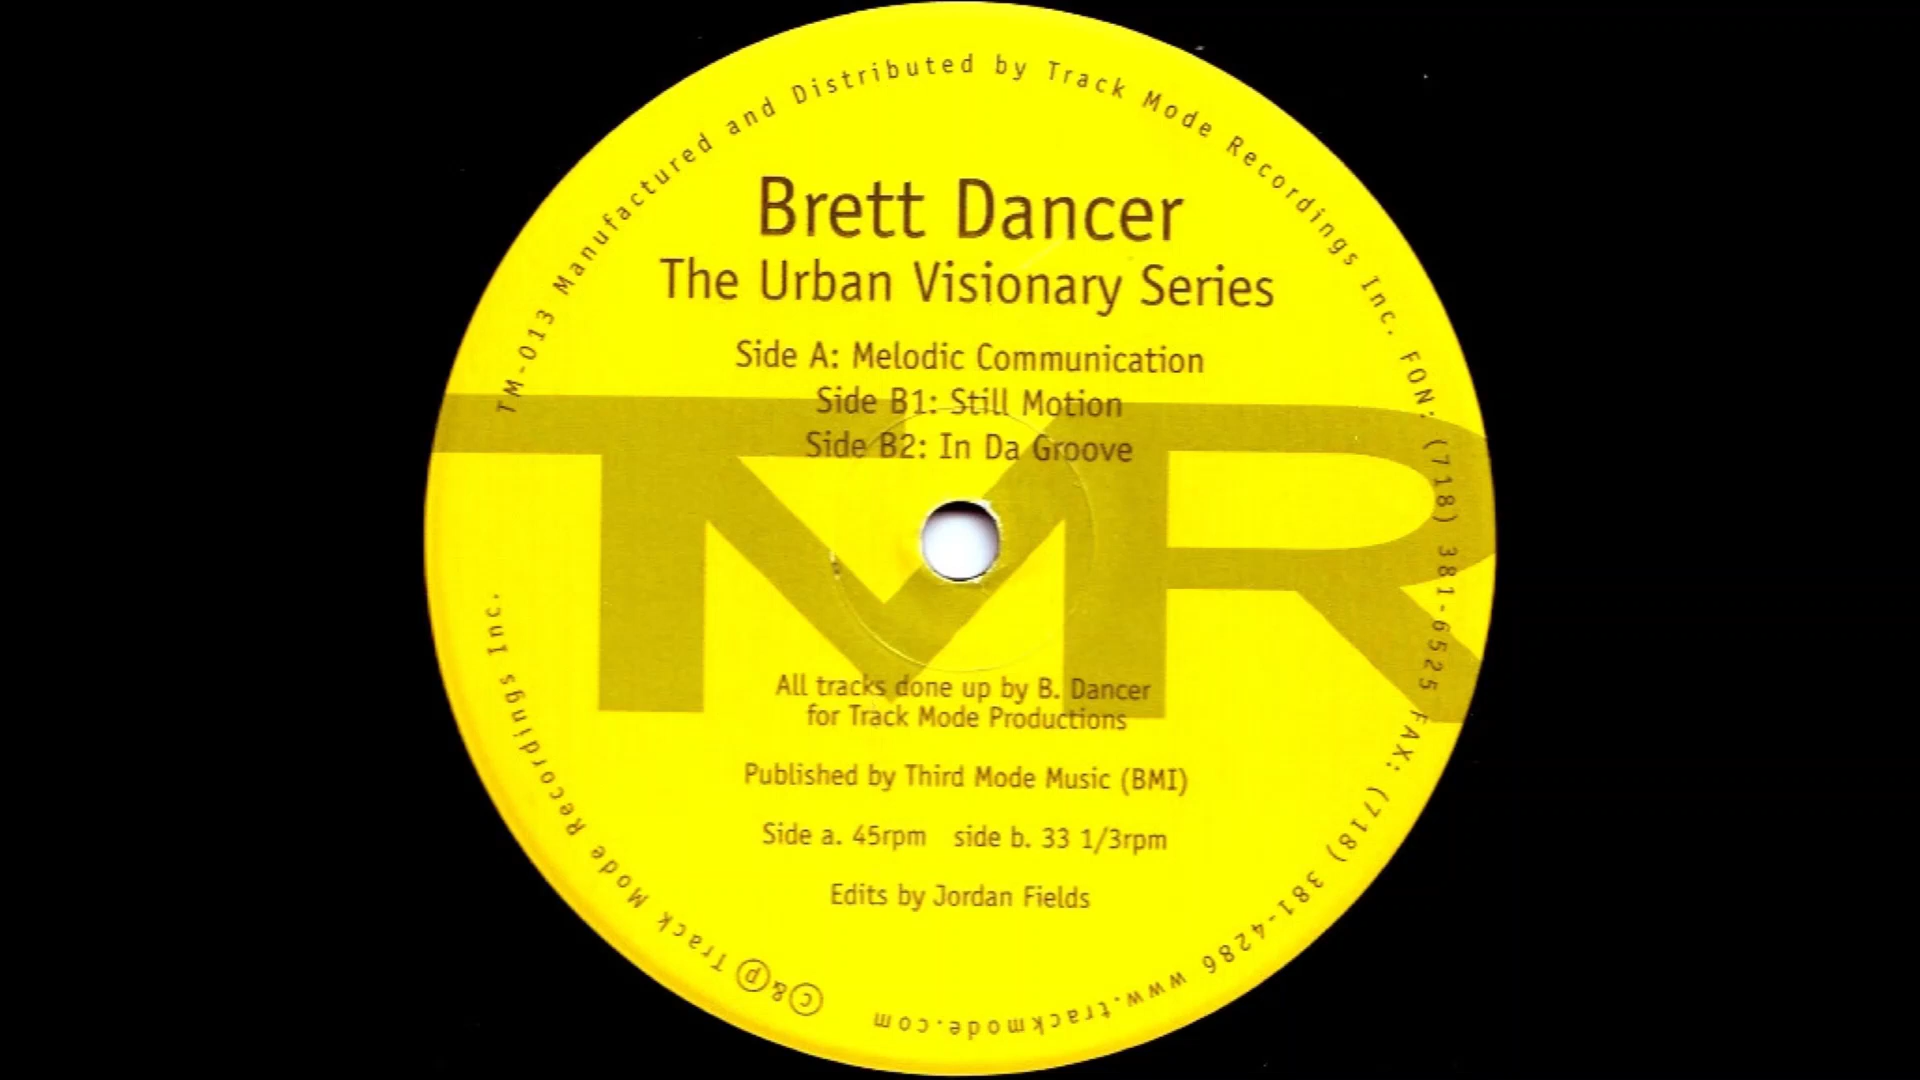 TM-013 Manufactured and Distributed by Track Mode Recordings Inc. FON: (718) 381-6525 FAX: (718) 381-4286 www.trackmode.com
Brett Dancer
The Urban Visionary Series
Side A: Melodic Communication
Side B1: Still Motion
Side B2: In Da Groove
TMR
All tracks done up by B. Dancer
for Track Mode Productions
Published by Third Mode Music (BMI)
Side a. 45rpm side b. 33 1/3rpm
Edits by Jordan Fields
©&℗ Track Mode Recordings Inc.